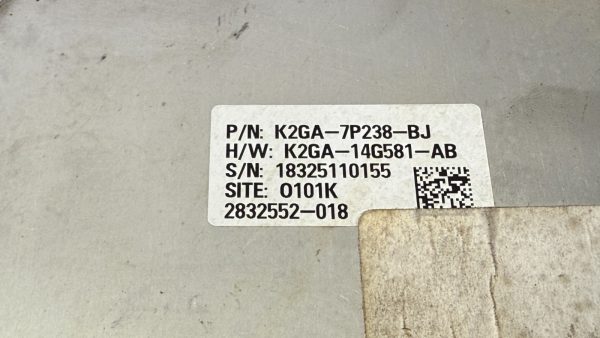 P/N: K2GA-7P238-BJ
H/W: K2GA-14G581-AB
S/N: 18325110155
SITE: O101K
2832552-018